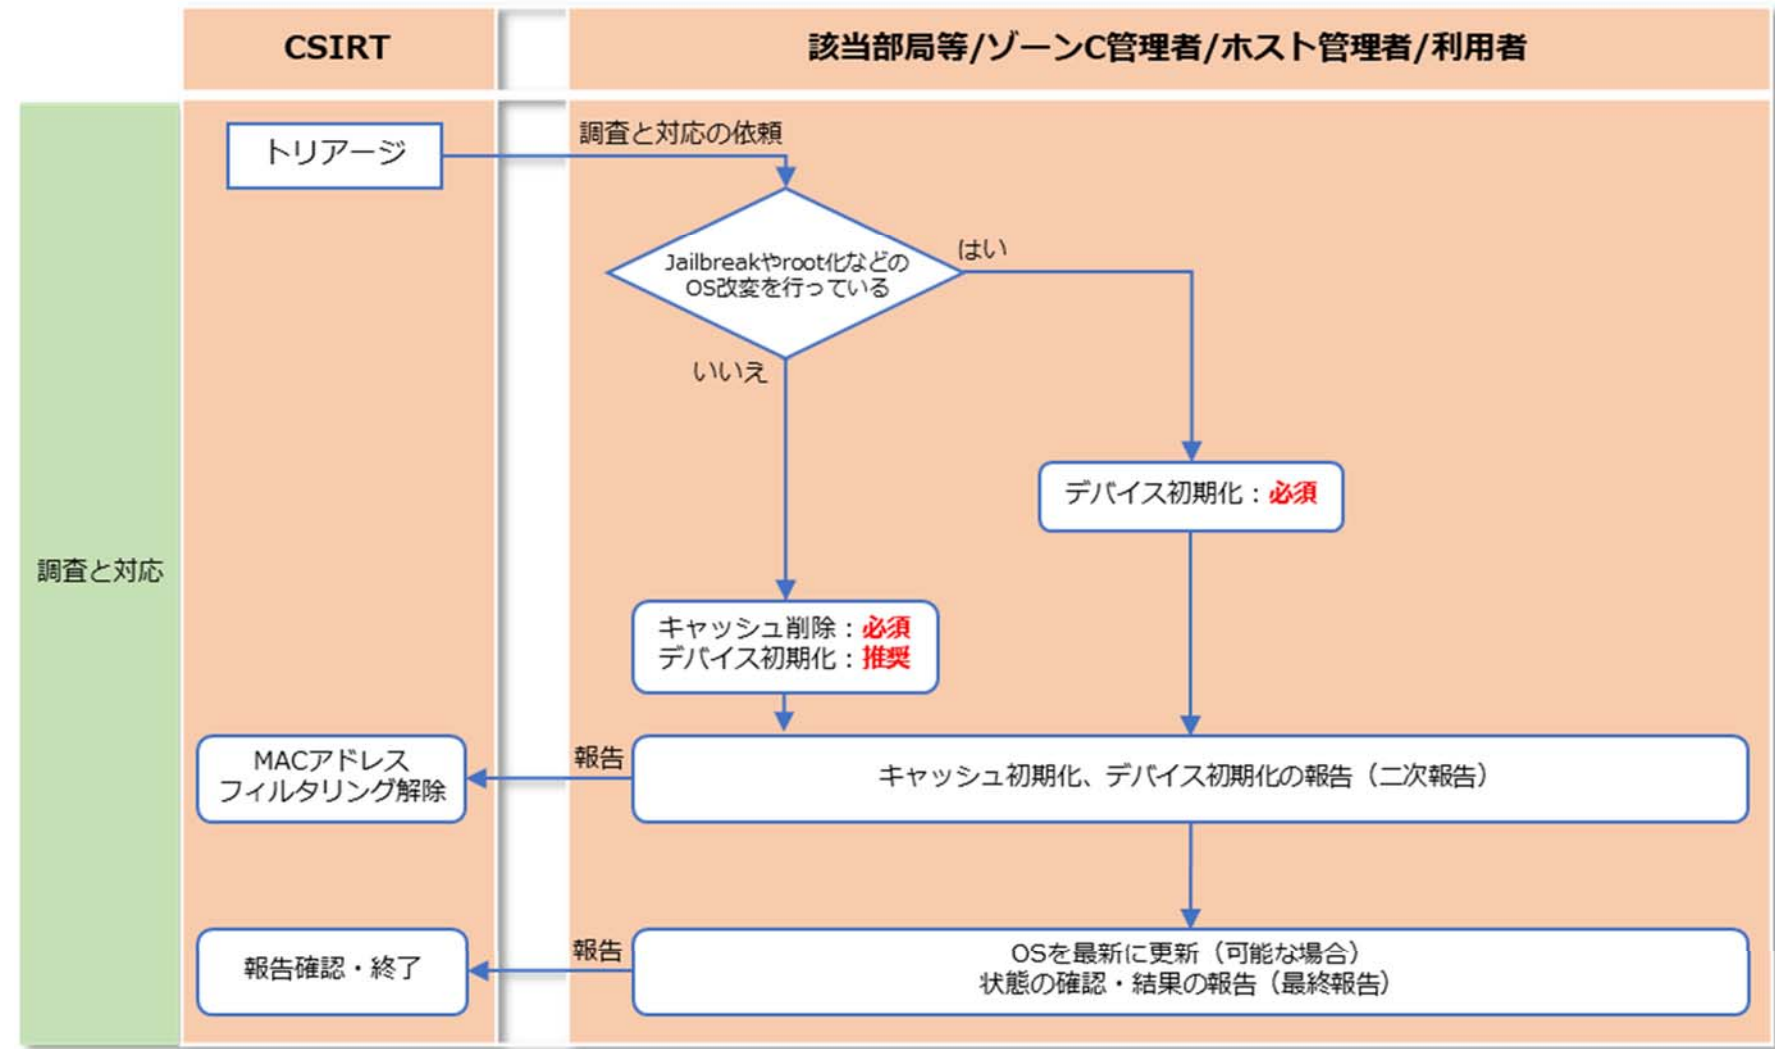 CSIRT
該当部局等/ゾーンC管理者/ホスト管理者/利用者
調査と対応
トリアージ
調査と対応の依頼
Jailbreakやroot化などの
OS改変を行っている
はい
いいえ
デバイス初期化：必須
キャッシュ削除：必須
デバイス初期化：推奨
MACアドレス
フィルタリング解除
報告
キャッシュ初期化、デバイス初期化の報告（二次報告）
報告確認・終了
報告
OSを最新に更新（可能な場合）
状態の確認・結果の報告（最終報告）